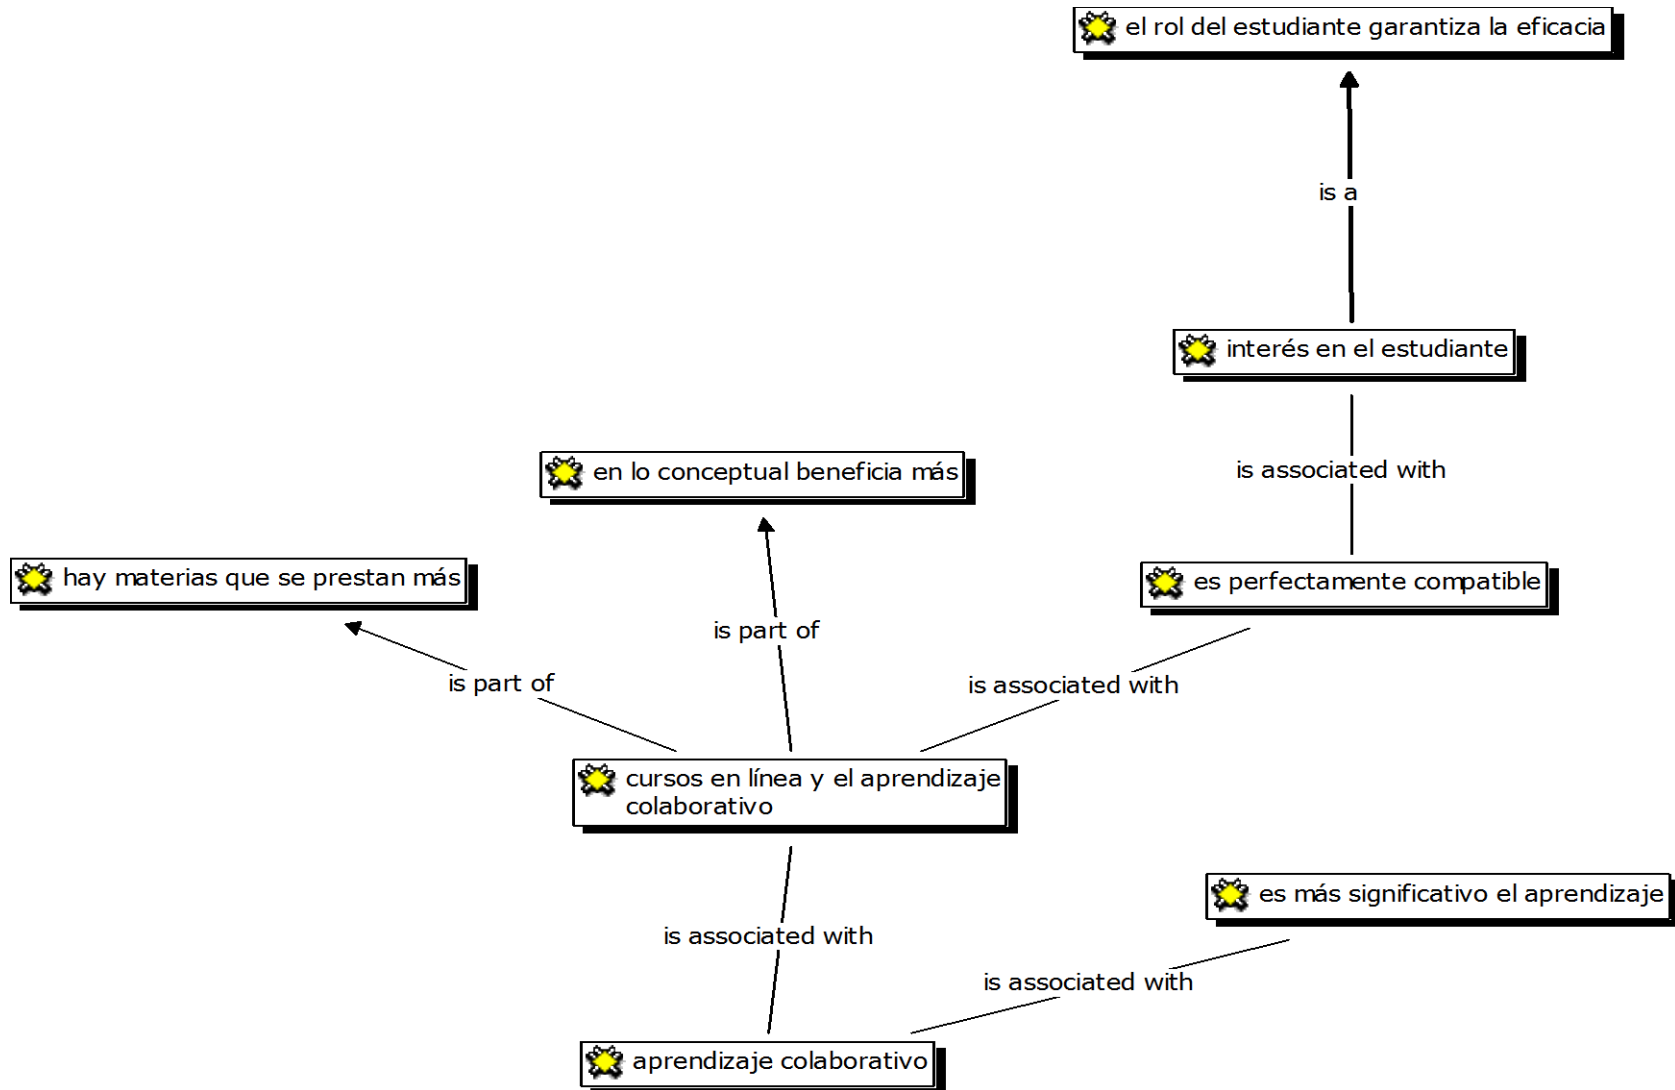 el rol del estudiante garantiza la eficacia
is a
interés en el estudiante
is associated with
en lo conceptual beneficia más
hay materias que se prestan más
es perfectamente compatible
is part of
is part of
is associated with
cursos en línea y el aprendizaje
colaborativo
es más significativo el aprendizaje
is associated with
is associated with
aprendizaje colaborativo